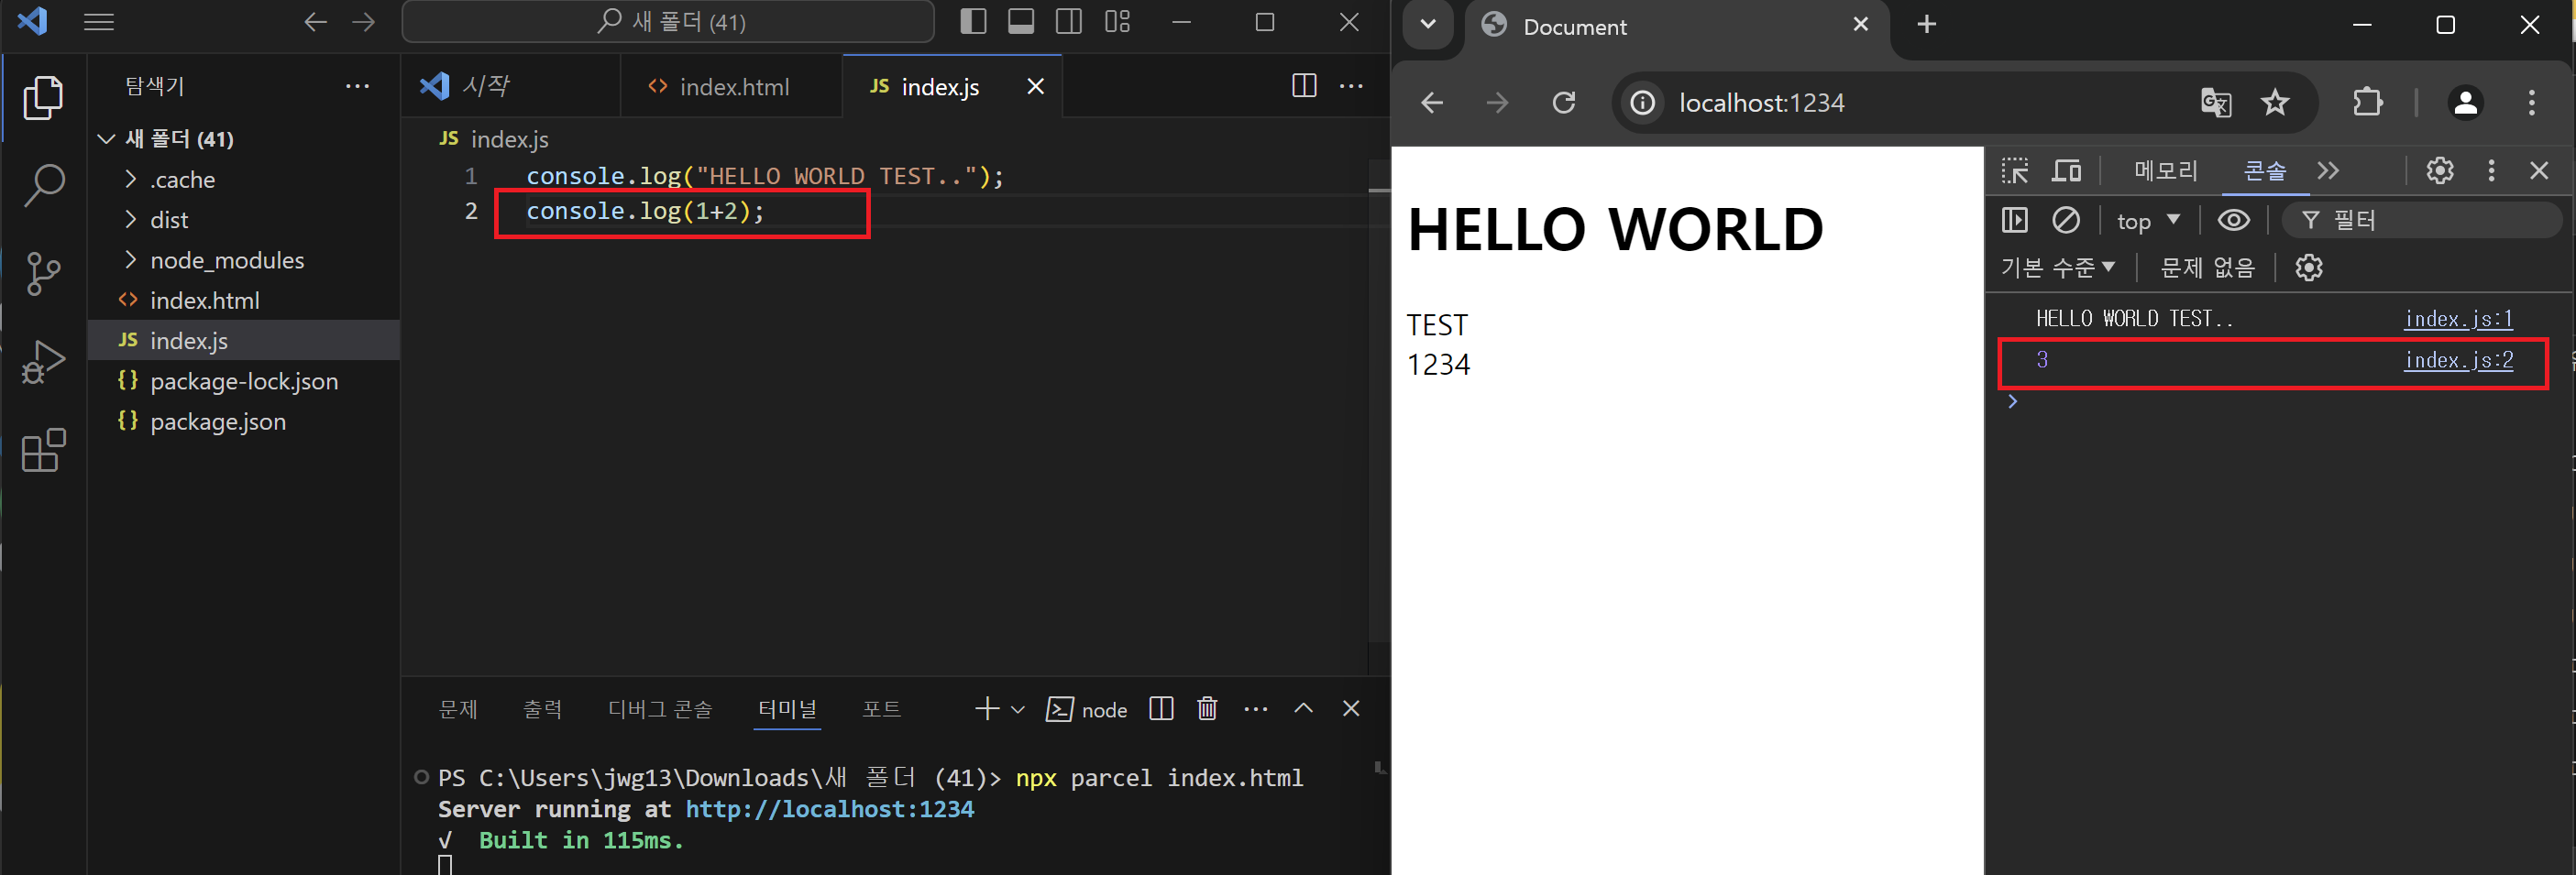 새 폴더 (41)
탐색기
새 폴더 (41)
.cache
dist
node_modules
index.html
JS index.js
{} package-lock.json
{} package.json
시작
index.html
JS index.js
JS index.js
1 console.log("HELLO WORLD TEST..");
2 console.log(1+2);
문제 출력 디버그 콘솔 터미널 포트
node
PS C:\Users\jwg13\Downloads\새 폴더 (41)> npx parcel index.html
Server running at http://localhost:1234
√ Built in 115ms.
Document
localhost:1234
HELLO WORLD
TEST
1234
메모리 콘솔
top
필터
기본 수준 문제 없음
HELLO WORLD TEST.. index.js:1
3 index.js:2